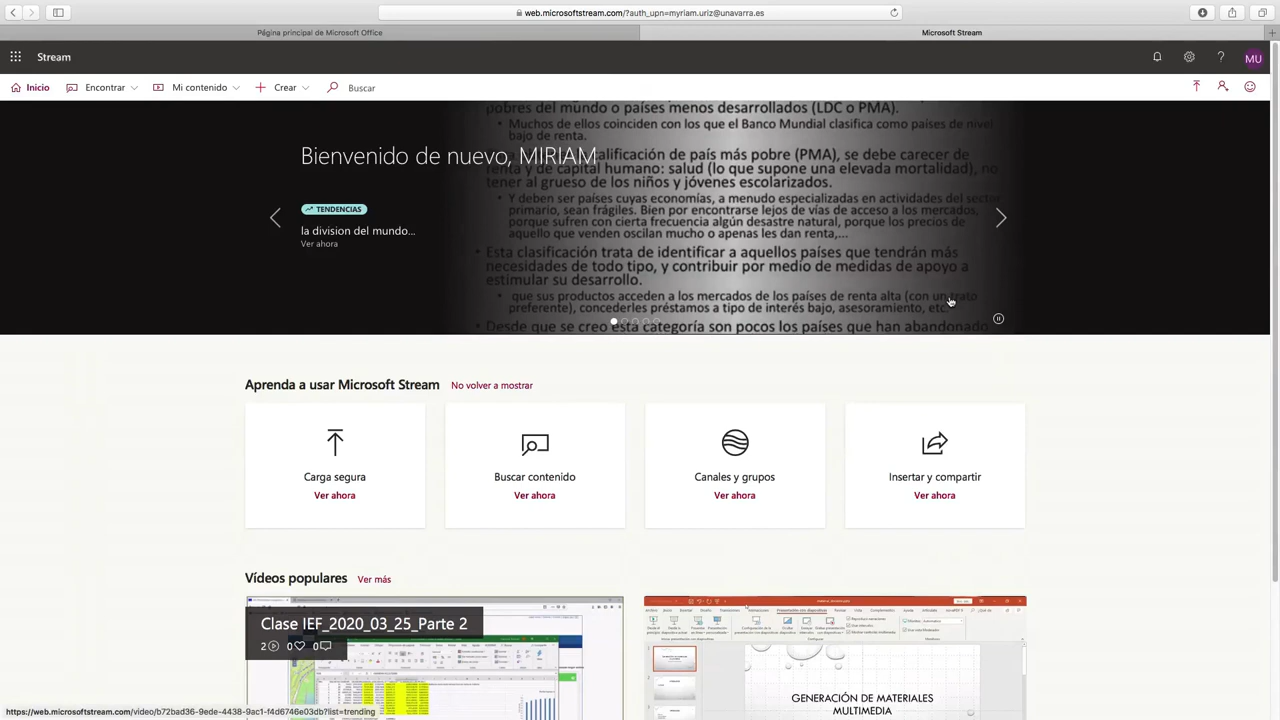 web.microsoftstream.com/?auth_upn=myriam.uriz@unavarra.es
Página principal de Microsoft Office
Microsoft Stream
Stream
MU
Inicio
Encontrar
Mi contenido
Crear
Buscar
pobres del mundo o países menos desarrollados (LDC o PMA).
• Muchos de ellos coinciden con los que el Banco Mundial clasifica como países de nivel
bajo de renta.
Bienvenido de nuevo, MIRIAM
alificación de país más pobre (PMA), se debe carecer de
renta y de capital humano: salud (lo que supone una elevada mortalidad), no
tener al grueso de los niños y jóvenes escolarizados.
• Y deben ser países cuyas economías, a menudo especializadas en actividades del sector
primario, sean frágiles. Bien por encontrarse lejos de vías de acceso a los mercados,
porque sufren con cierta frecuencia algún desastre natural, porque los precios de
aquello que venden oscilan mucho o apenas les dan renta,...
TENDENCIAS
la division del mundo...
Ver ahora
• Esta clasificación trata de identificar a aquellos países que tendrán más
necesidades de todo tipo, y contribuir por medio de medidas de apoyo a
estimular su desarrollo.
• que sus productos acceden a los mercados de los países de renta alta (con un trato
preferente), concederles préstamos a tipo de interés bajo, asesoramiento, etc.
• Desde que se creo esta categoría son pocos los países que han abandonado
Aprenda a usar Microsoft Stream
No volver a mostrar
Carga segura
Ver ahora
Buscar contenido
Ver ahora
Canales y grupos
Ver ahora
Insertar y compartir
Ver ahora
Vídeos populares
Ver más
Clase IEF_2020_03_25_Parte 2
2 0 0
GENERACIÓN DE MATERIALES
MULTIMEDIA
https://web.microsoftstream.com/video/b72bad36-9ede-4438-9ac1-f4d6746e03db?list=trending